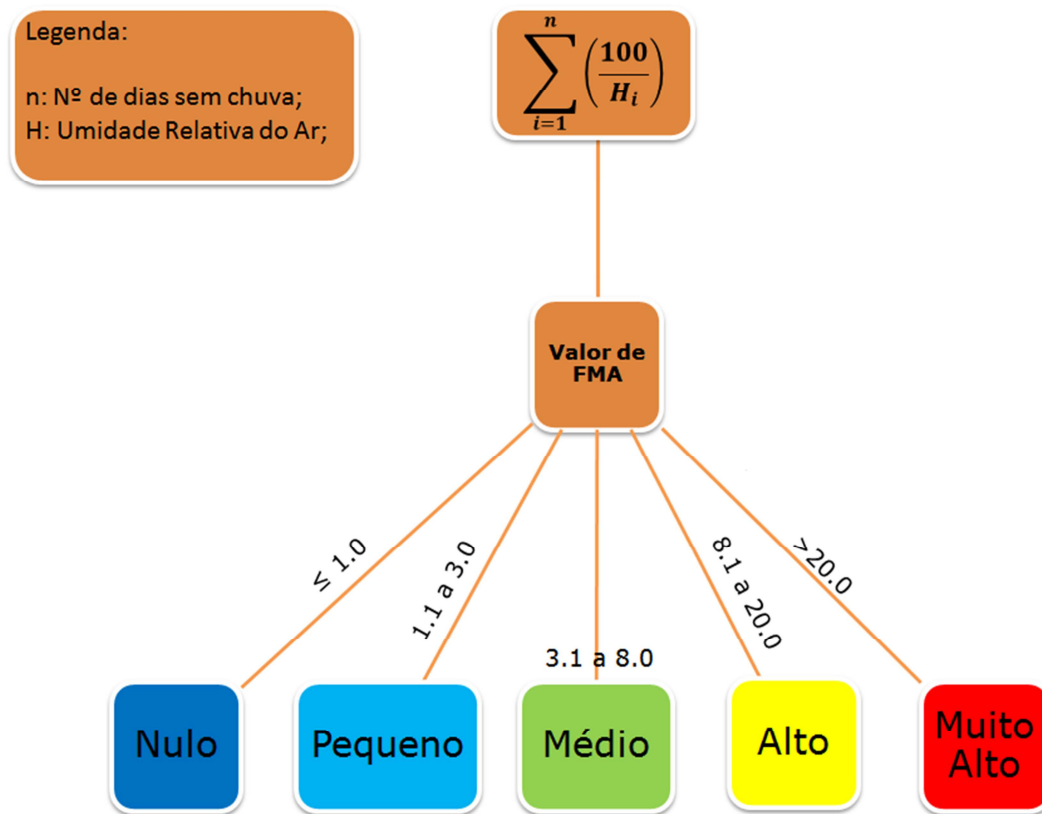 Legenda:
n: Nº de dias sem chuva;
H: Umidade Relativa do Ar;
n
∑ (100/Hᵢ)
i=1
Valor de
FMA
≤ 1.0
1.1 a 3.0
3.1 a 8.0
8.1 a 20.0
>20.0
Nulo
Pequeno
Médio
Alto
Muito
Alto